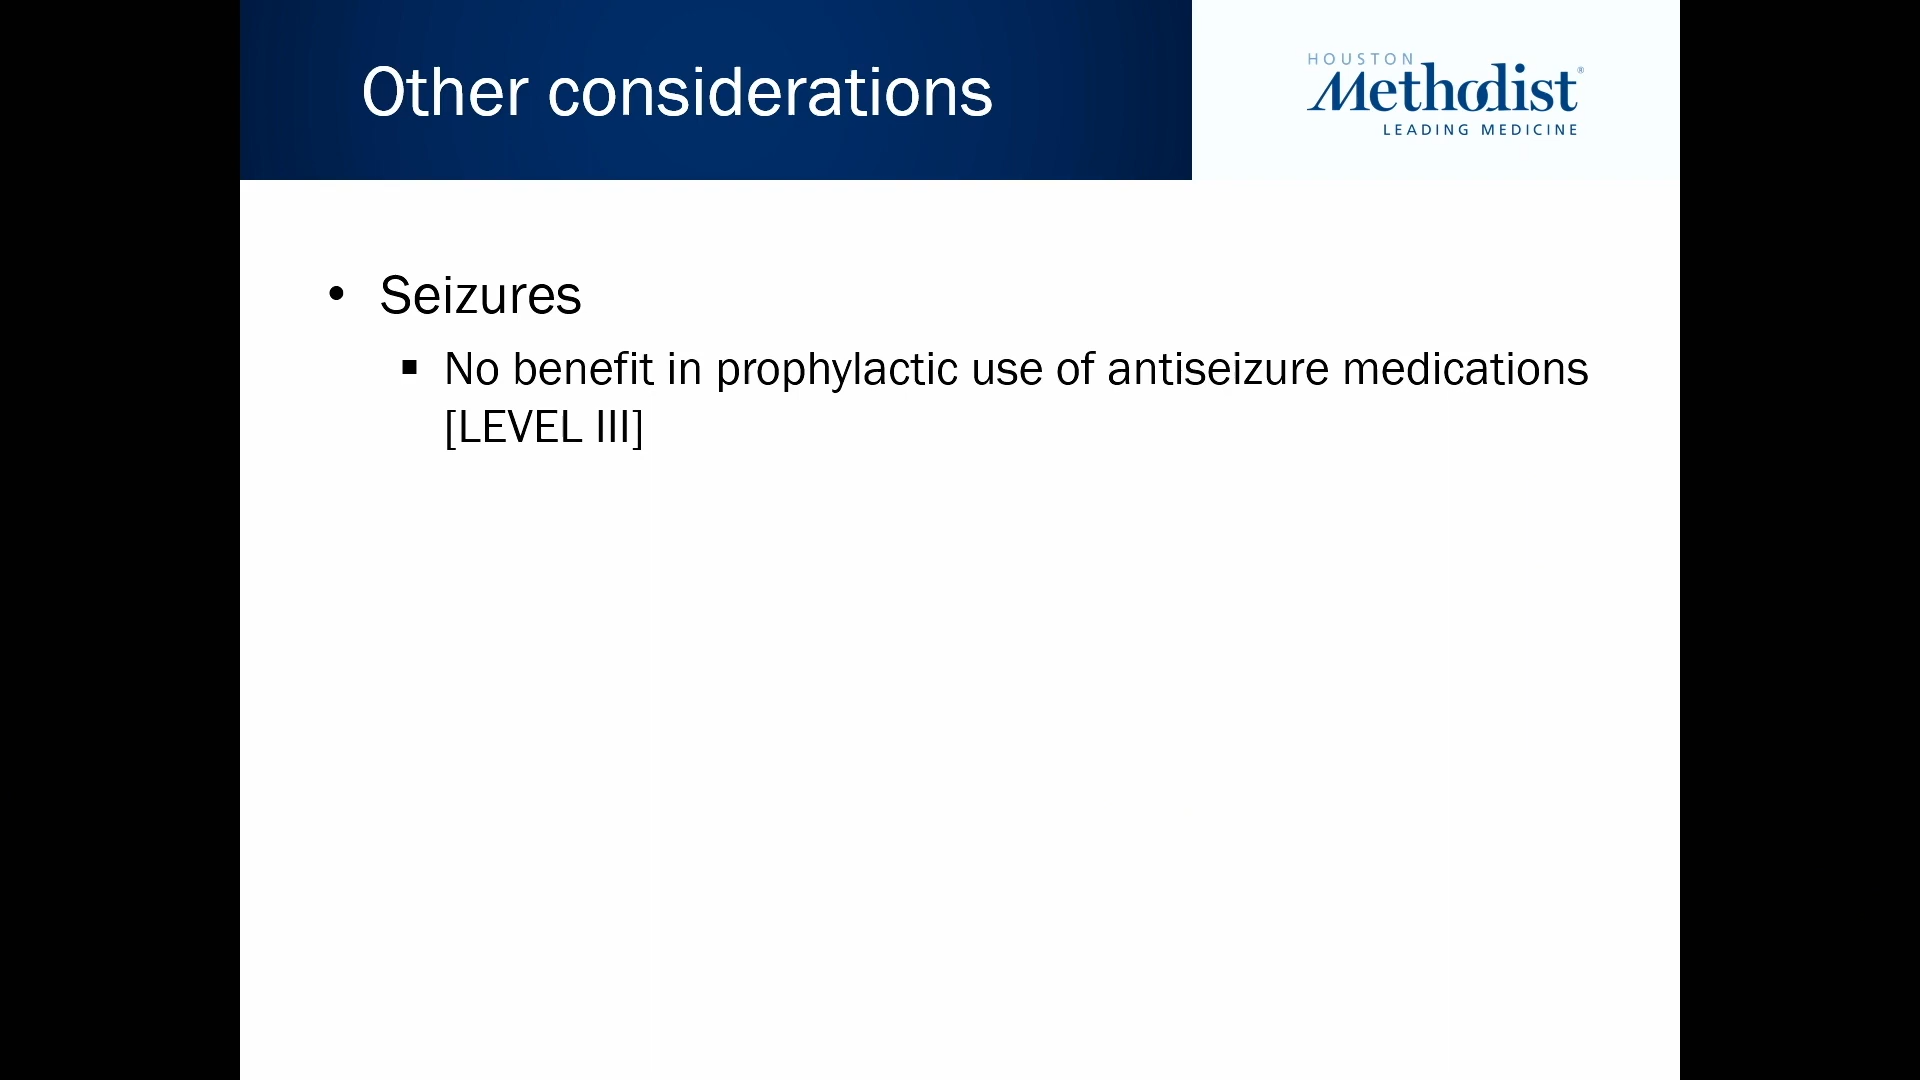 Other considerations
HOUSTON
Methodist®
LEADING MEDICINE
• Seizures
▪ No benefit in prophylactic use of antiseizure medications
[LEVEL III]